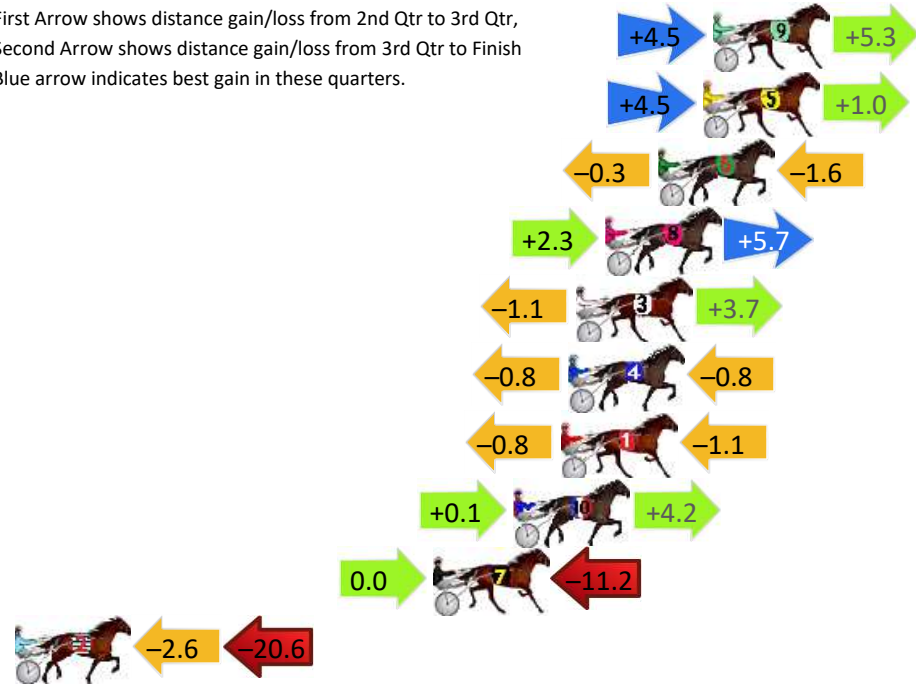 First Arrow shows distance gain/loss from 2nd Qtr to 3rd Qtr,
Second Arrow shows distance gain/loss from 3rd Qtr to Finish
Blue arrow indicates best gain in these quarters.
+4.5 9 +5.3
+4.5 5 +1.0
–0.3 6 –1.6
+2.3 8 +5.7
–1.1 3 +3.7
–0.8 4 –0.8
–0.8 1 –1.1
+0.1 10 +4.2
0.0 7 –11.2
2 –2.6 –20.6